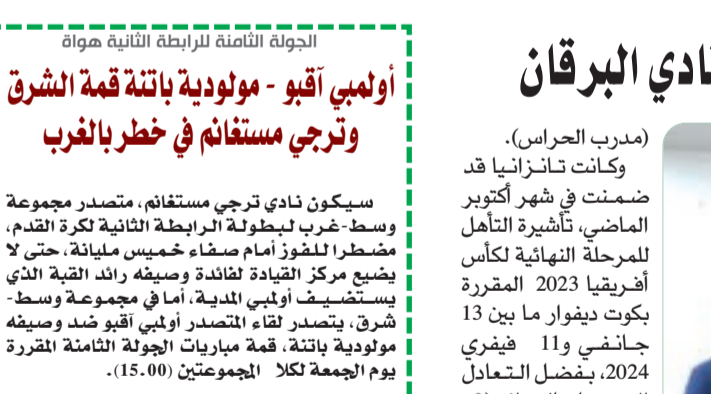 نادي البرقان
(مدرب الحراس).
وكانت تانزانيا قد
ضمنت في شهر أكتوبر
الماضي، تأشيرة التأهل
للمرحلة النهائية لكأس
أفريقيا 2023 المقررة
بكوت ديفوار ما بين 13
جانفي و11 فيفري
2024، بفضل التعادل
الجولة الثامنة للرابطة الثانية هواة
أولمبي آقبو - مولودية باتنة قمة الشرق
وترجي مستغانم في خطر بالغرب
سيكون نادي ترجي مستغانم، متصدر مجموعة
وسط-غرب لبطولة الرابطة الثانية لكرة القدم،
مضطرا للفوز أمام صفاء خميس مليانة، حتى لا
يضيع مركز القيادة لفائدة وصيفه رائد القبة الذي
يستضيف أولمبي المدية، أما في مجموعة وسط-
شرق، يتصدر لقاء المتصدر أولمبي آقبو ضد وصيفه
مولودية باتنة، قمة مباريات الجولة الثامنة المقررة
يوم الجمعة لكلا المجموعتين (15.00).